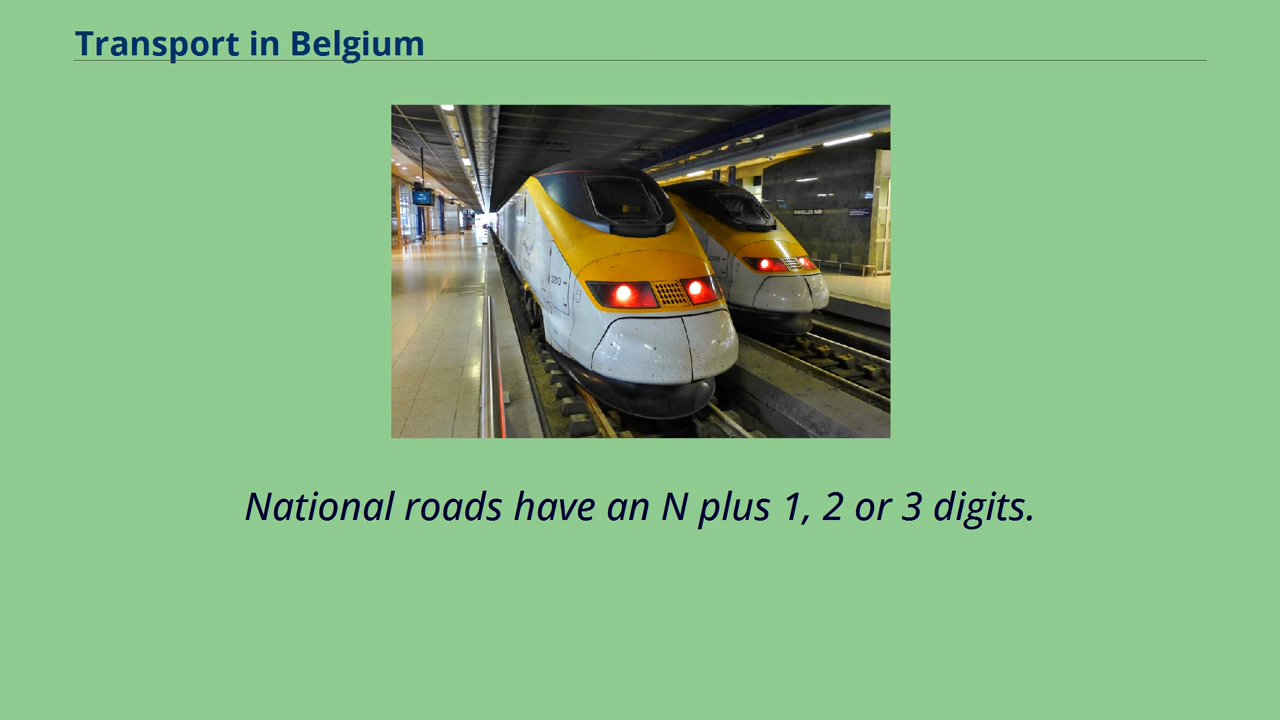 Transport in Belgium
National roads have an N plus 1, 2 or 3 digits.